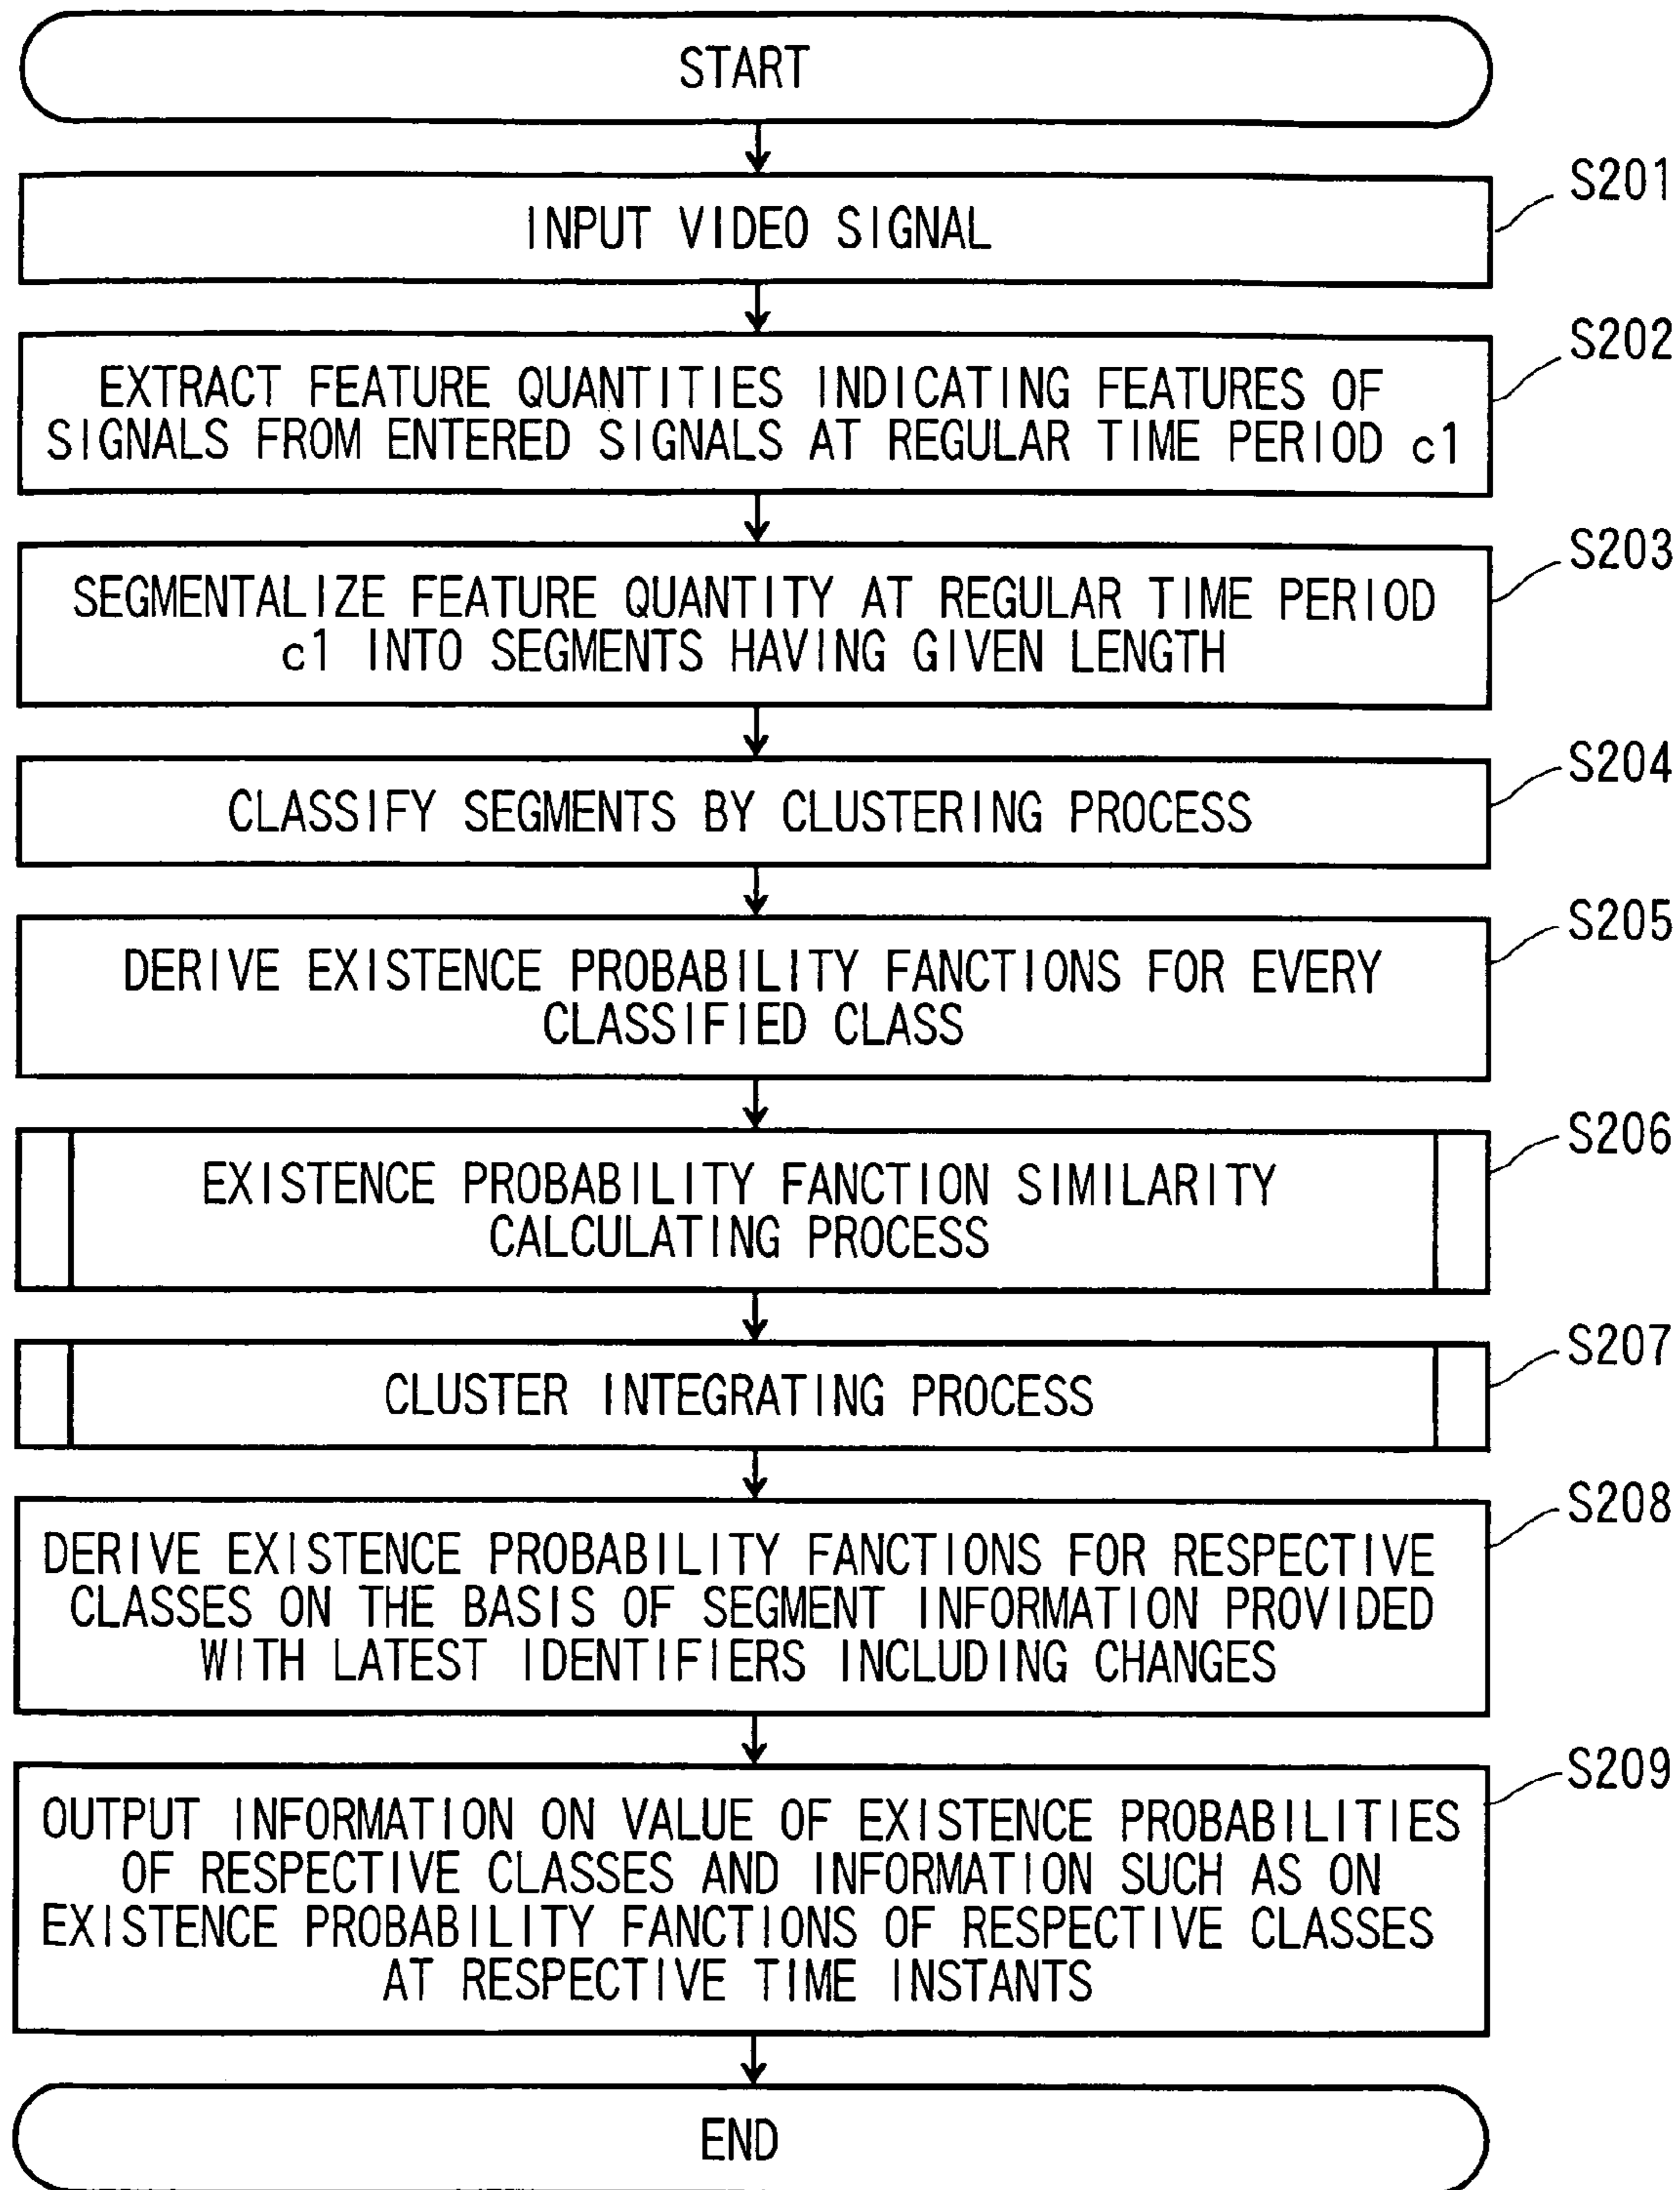 START
S201
INPUT VIDEO SIGNAL
S202
EXTRACT FEATURE QUANTITIES INDICATING FEATURES OF
SIGNALS FROM ENTERED SIGNALS AT REGULAR TIME PERIOD c1
S203
SEGMENTALIZE FEATURE QUANTITY AT REGULAR TIME PERIOD
c1 INTO SEGMENTS HAVING GIVEN LENGTH
S204
CLASSIFY SEGMENTS BY CLUSTERING PROCESS
S205
DERIVE EXISTENCE PROBABILITY FANCTIONS FOR EVERY
CLASSIFIED CLASS
S206
EXISTENCE PROBABILITY FANCTION SIMILARITY
CALCULATING PROCESS
S207
CLUSTER INTEGRATING PROCESS
S208
DERIVE EXISTENCE PROBABILITY FANCTIONS FOR RESPECTIVE
CLASSES ON THE BASIS OF SEGMENT INFORMATION PROVIDED
WITH LATEST IDENTIFIERS INCLUDING CHANGES
S209
OUTPUT INFORMATION ON VALUE OF EXISTENCE PROBABILITIES
OF RESPECTIVE CLASSES AND INFORMATION SUCH AS ON
EXISTENCE PROBABILITY FANCTIONS OF RESPECTIVE CLASSES
AT RESPECTIVE TIME INSTANTS
END